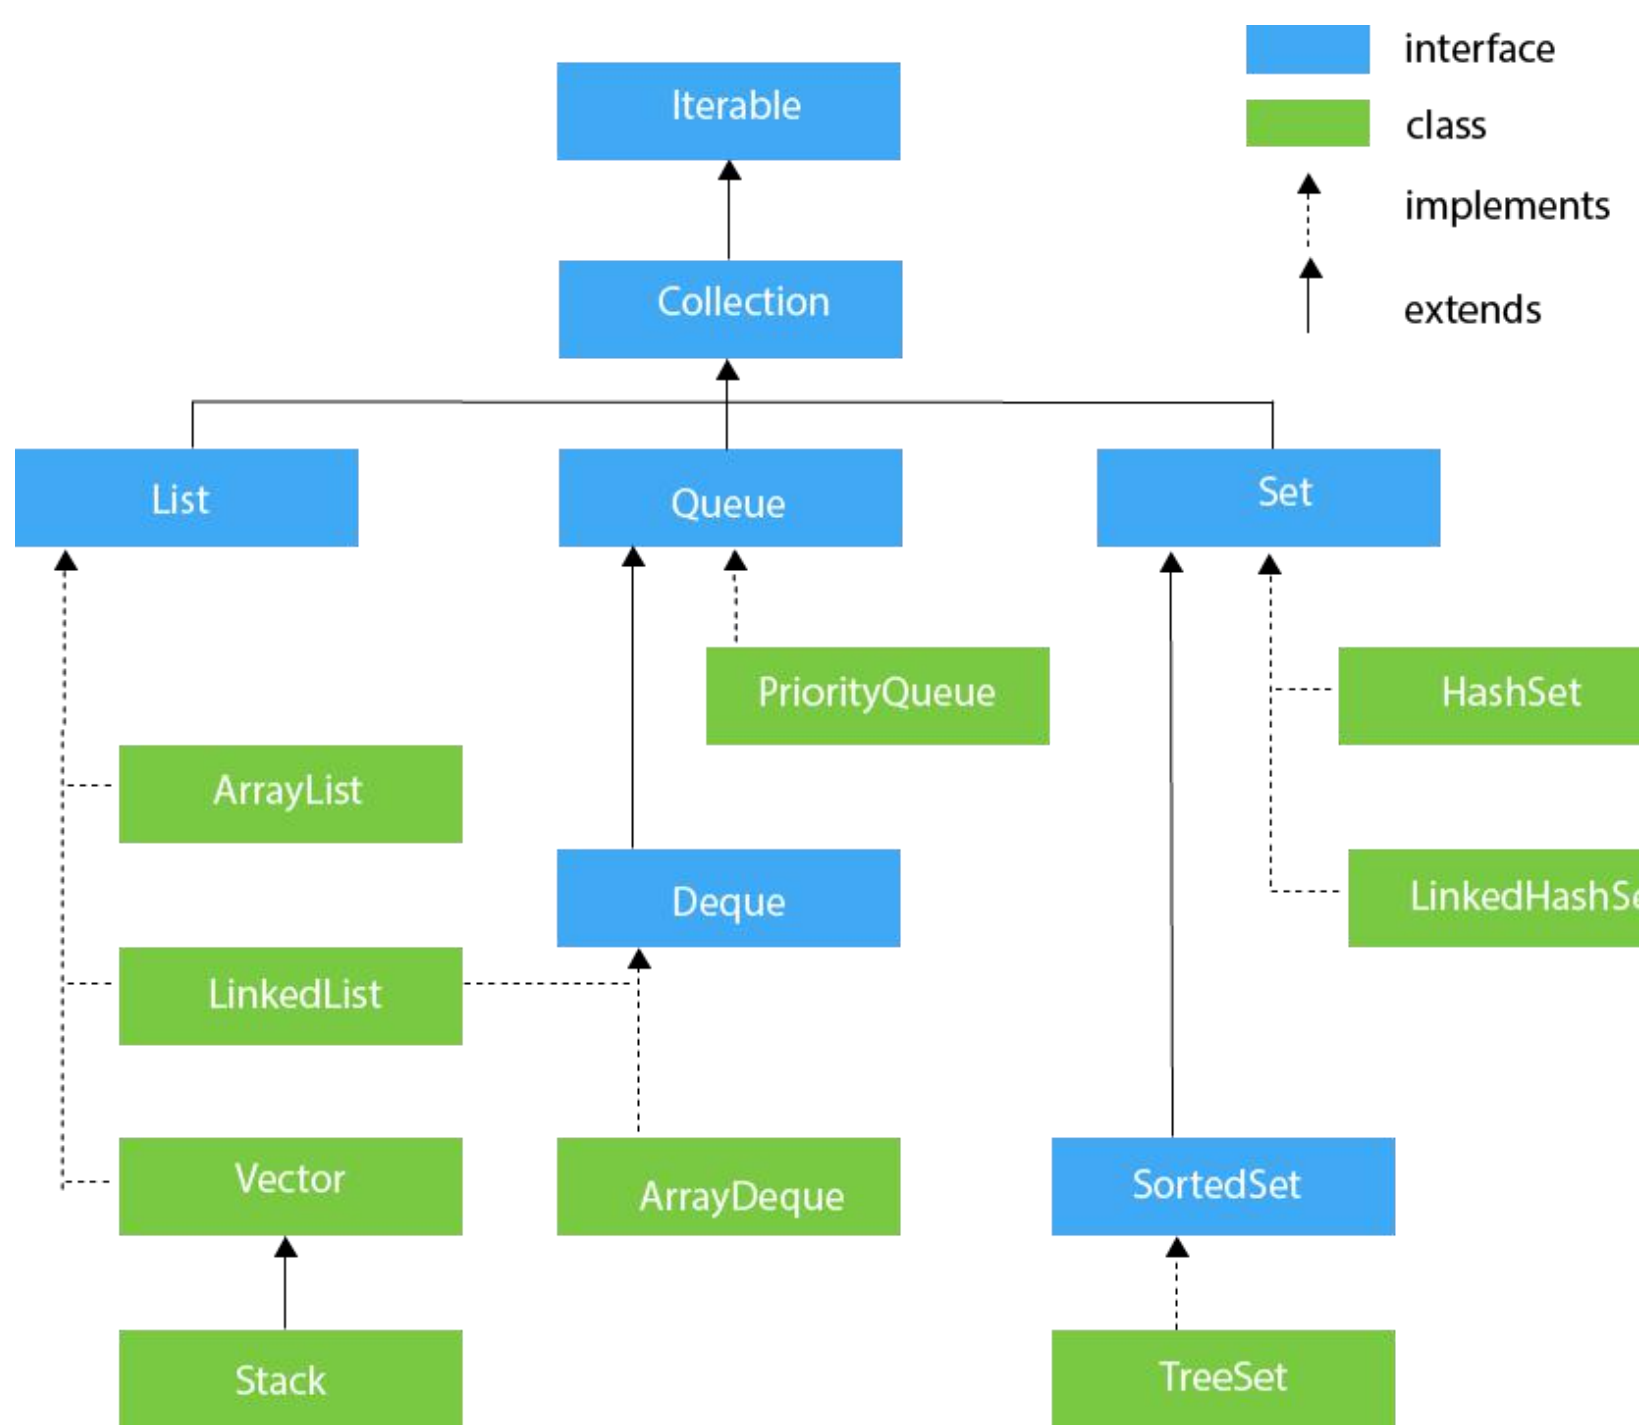 interface
Iterable
class
implements
Collection
extends
List
Queue
Set
PriorityQueue
HashSet
ArrayList
Deque
LinkedHashSe
LinkedList
Vector
ArrayDeque
SortedSet
Stack
TreeSet